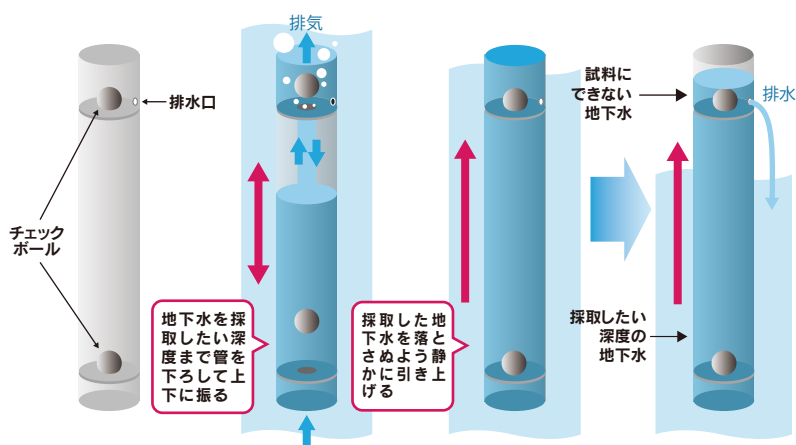 排水口
チェック
ボール
排気
地下水を採
取したい深
度まで管を
下ろして上
下に振る
採取した地
下水を落と
さぬよう静
かに引き上
げる
試料に
できない
地下水
排水
採取したい
深度の
地下水